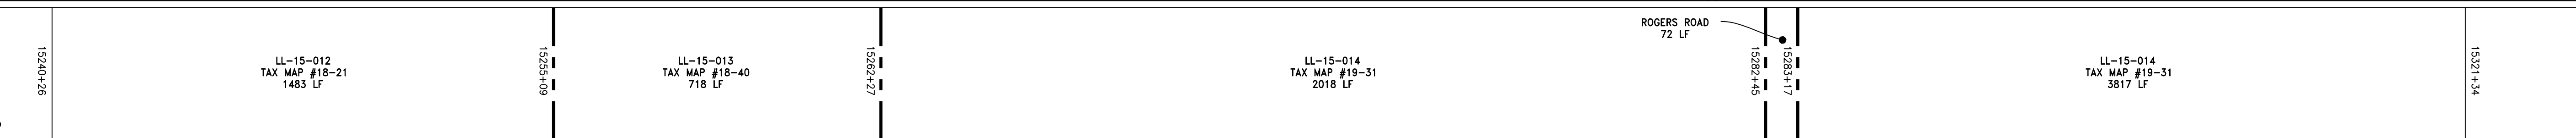 15240+26
LL-15-012
TAX MAP #18-21
1483 LF
15255+09
LL-15-013
TAX MAP #18-40
718 LF
15262+27
LL-15-014
TAX MAP #19-31
2018 LF
ROGERS ROAD
72 LF
15282+45
15283+17
LL-15-014
TAX MAP #19-31
3817 LF
15321+34